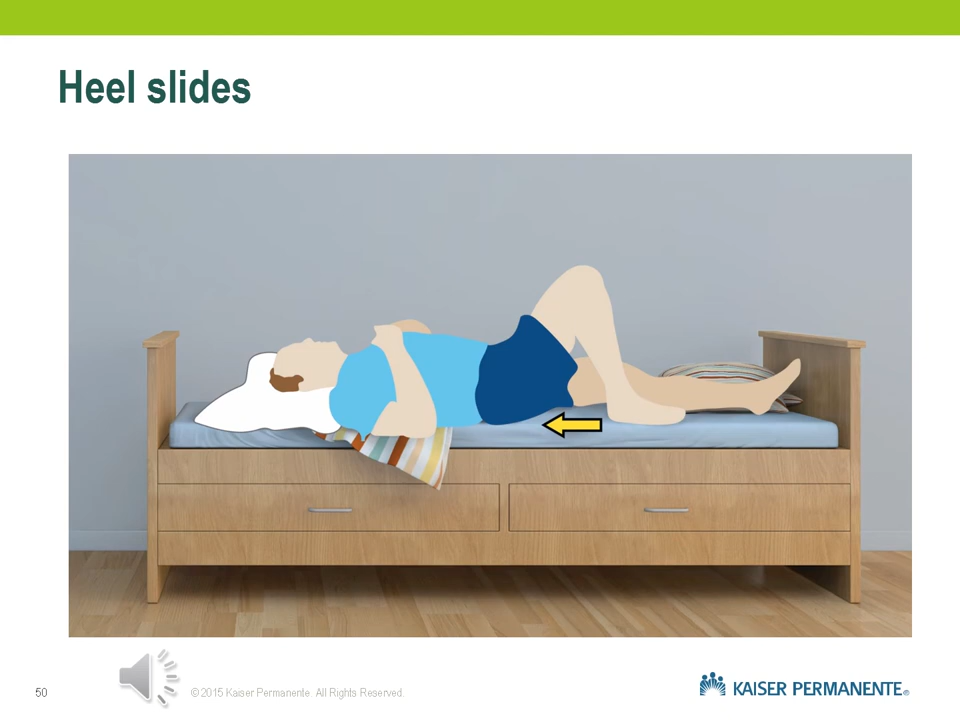 Heel slides
50
© 2015 Kaiser Permanente. All Rights Reserved.
KAISER PERMANENTE®